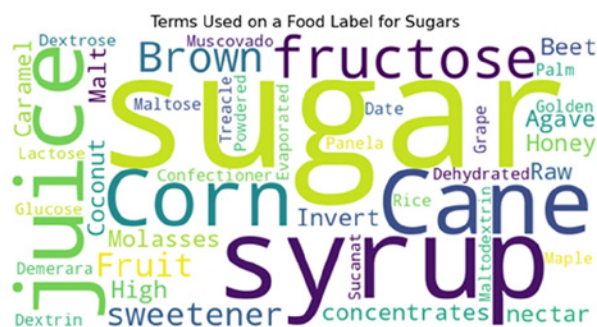 Terms Used on a Food Label for Sugars
Dextrose
Muscovado
Brown
fructose
Beet
Caramel
Malt
juice
sugar
Palm
Maltose
Treacle
Powdered
Evaporated
Date
Grape
Golden
Agave
Panela
Honey
Lactose
Coconut
Confectioner
Dehydrated
Raw
Corn
Cane
Glucose
Invert
Rice
Maltodextrin
Molasses
syrup
Sucanat
Demerara
Fruit
Maple
High
Dextrin
sweetener
concentrates
nectar